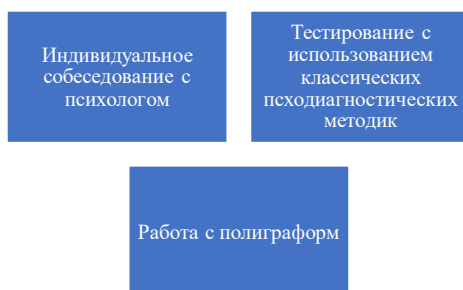 Индивидуальное
собеседование с
психологом
Тестирование с
использованием
классических
псходиагностических
методик
Работа с полиграформ